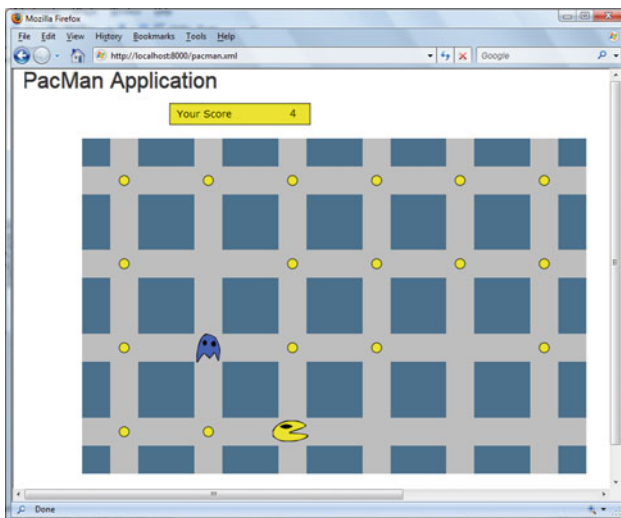 Mozilla Firefox
File Edit View History Bookmarks Tools Help
http://localhost:8000/pacman.xml
Google
PacMan Application
Your Score 4
Done